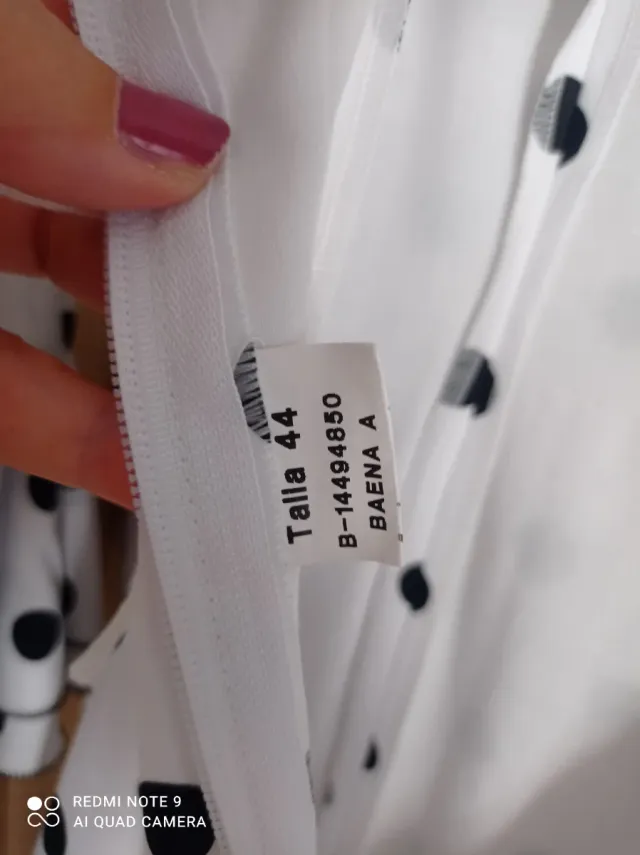 Talla 44
B-14494850
BAENA A
REDMI NOTE 9
AI QUAD CAMERA